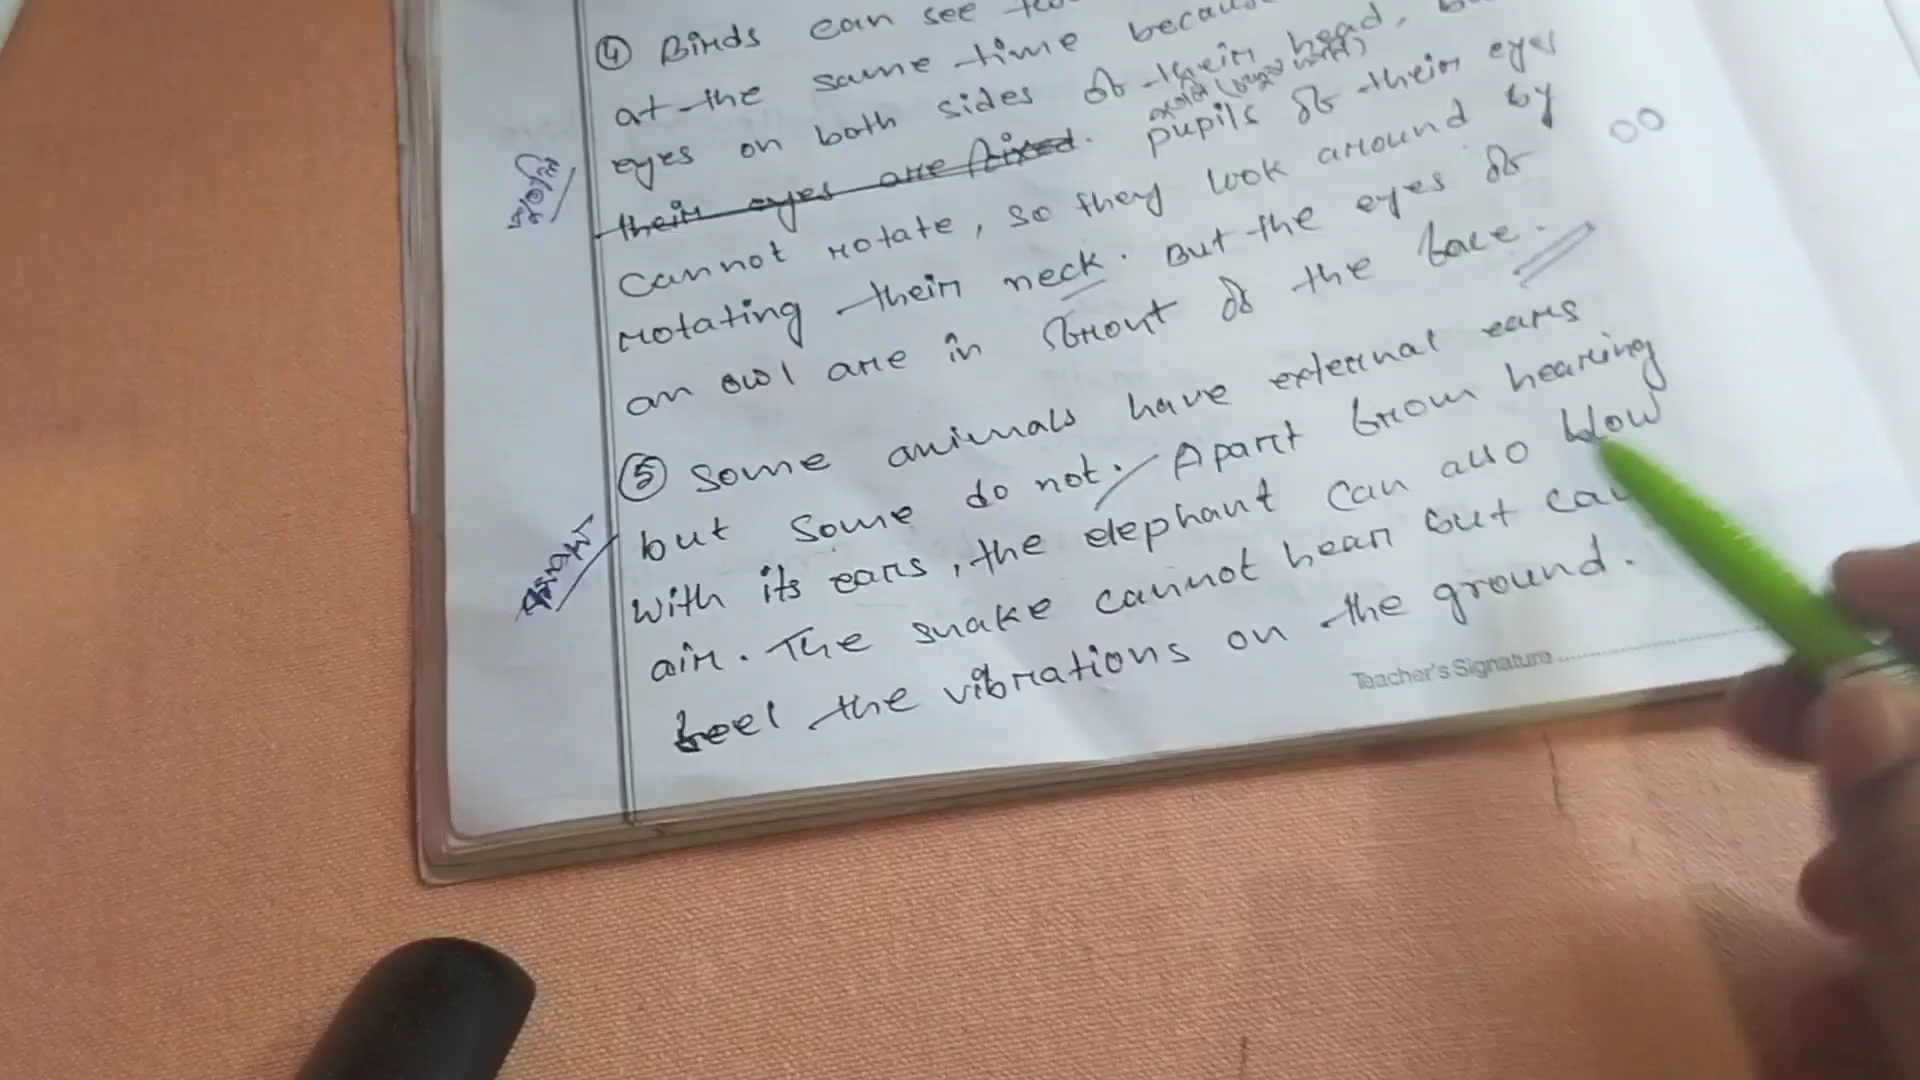 ④ Birds can see
at the same time because
eyes on both sides of their head.
their eyes are fixed. pupils of their eyes
cannot rotate, so they look around by
rotating their neck. But the eyes of
an owl are in front of the face.
⑤ Some animals have external ears
but some do not. Apart from hearing
with its ears, the elephant can also blow
air. The snake cannot hear but can
feel the vibrations on the ground.
Teacher's Signature